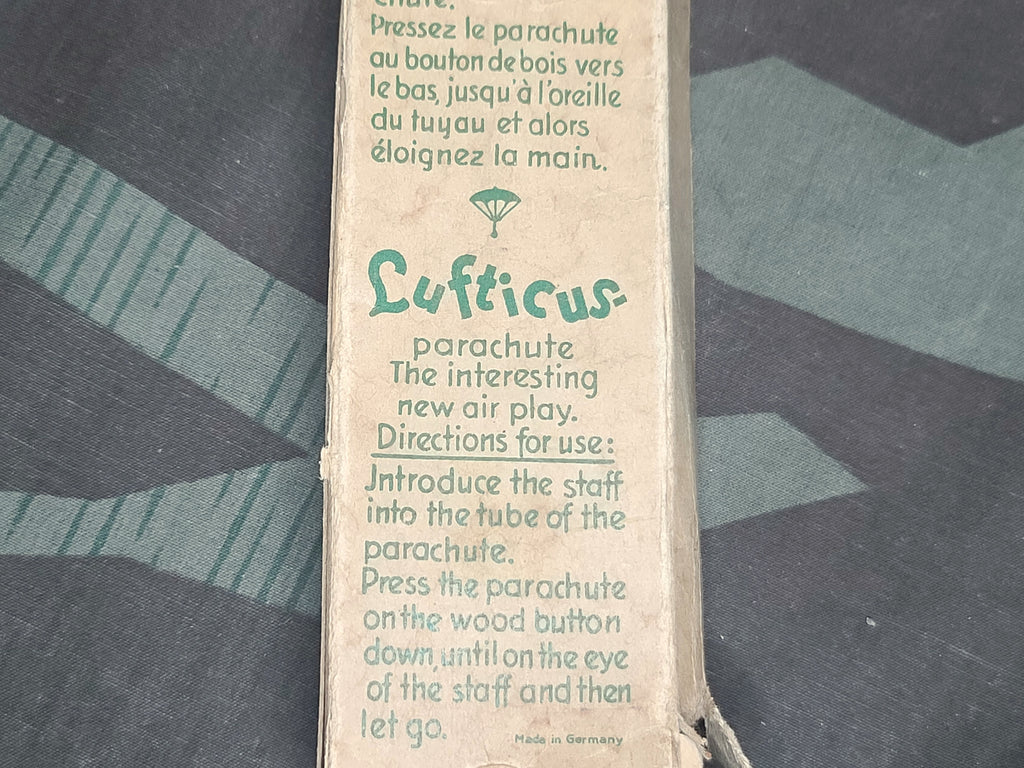 chute.
Pressez le parachute
au bouton de bois vers
le bas, jusqu'à l'oreille
du tuyau et alors
éloignez la main.
Lufticus-
parachute
The interesting
new air play.
Directions for use:
Jntroduce the staff
into the tube of the
parachute.
Press the parachute
on the wood button
down, until on the eye
of the staff and then
let go.
Made in Germany